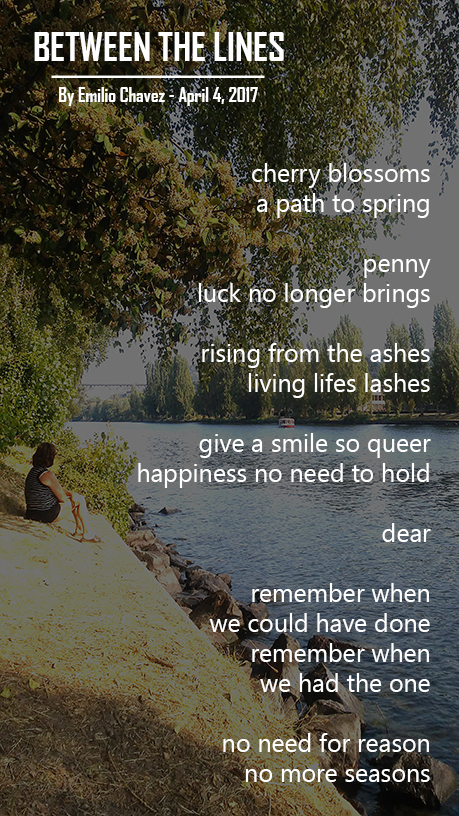 BETWEEN THE LINES
By Emilio Chavez - April 4, 2017
cherry blossoms
a path to spring
penny
luck no longer brings
rising from the ashes
living lifes lashes
give a smile so queer
happiness no need to hold
dear
remember when
we could have done
remember when
we had the one
no need for reason
no more seasons